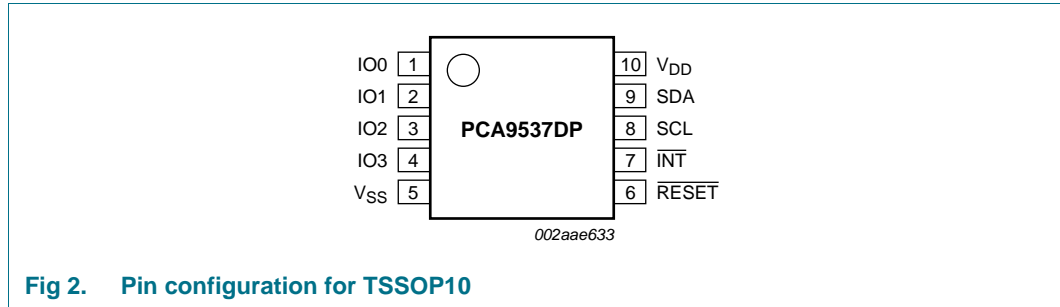 IO0 1 10 VDD
IO1 2 9 SDA
IO2 3 PCA9537DP 8 SCL
IO3 4 7 INT
VSS 5 6 RESET
002aae633
Fig 2. Pin configuration for TSSOP10